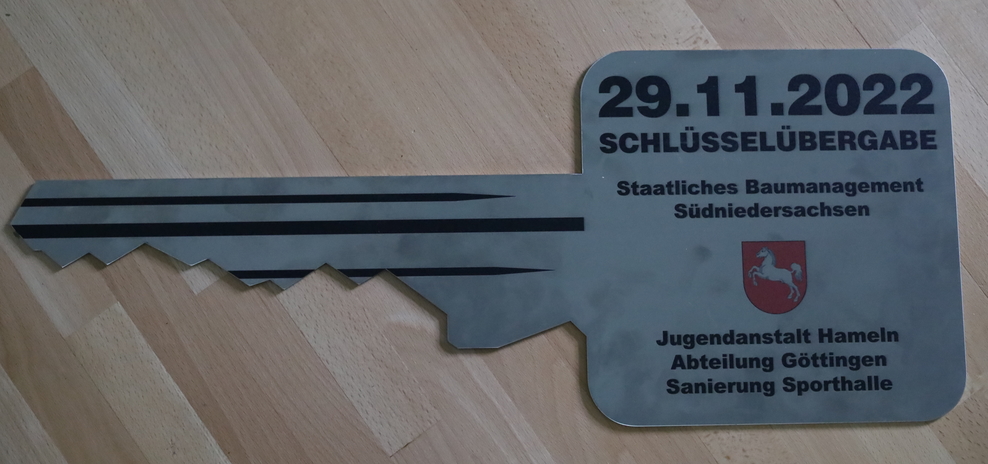 29.11.2022
SCHLÜSSELÜBERGABE
Staatliches Baumanagement
Südniedersachsen
Jugendanstalt Hameln
Abteilung Göttingen
Sanierung Sporthalle